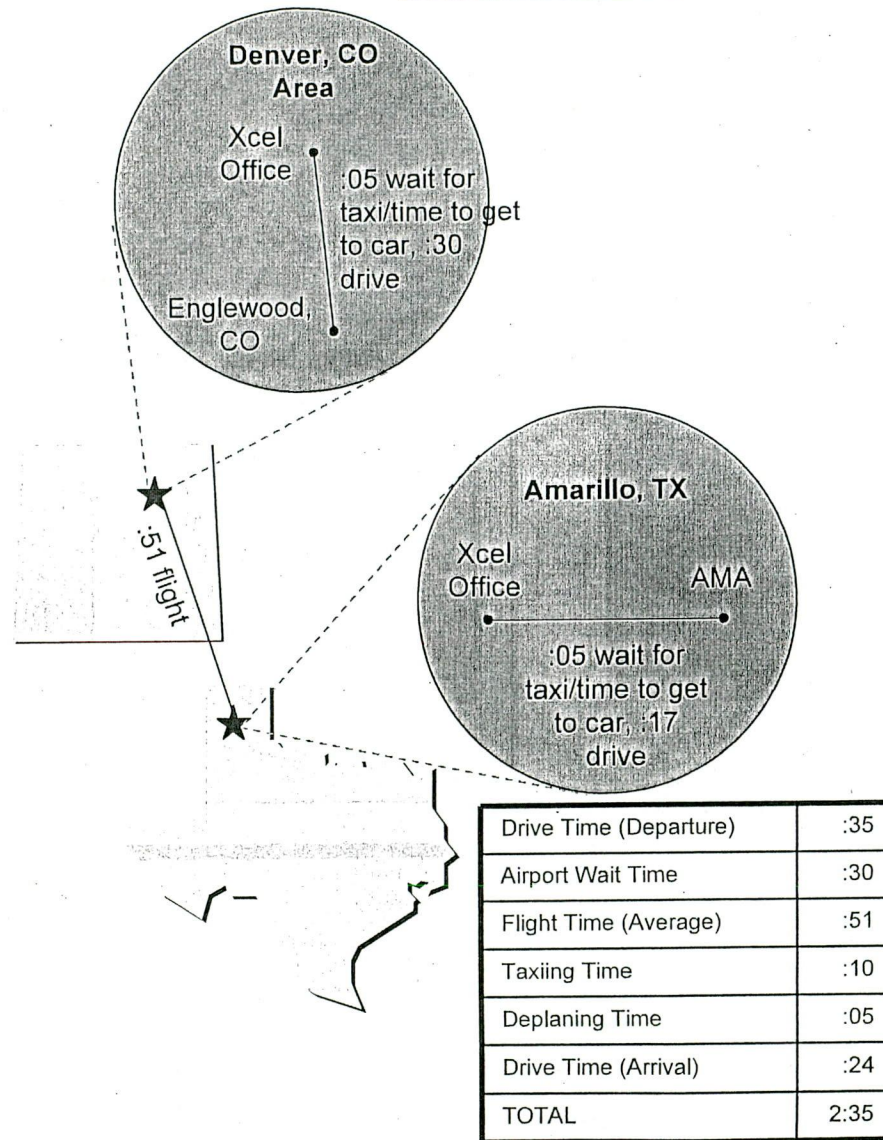 Denver, CO
Area
Xcel
Office
:05 wait for
taxi/time to get
to car, :30
drive
Englewood,
CO
:51 flight
Amarillo, TX
Xcel
Office
AMA
:05 wait for
taxi/time to get
to car, :17
drive
Drive Time (Departure) :35
Airport Wait Time :30
Flight Time (Average) :51
Taxiing Time :10
Deplaning Time :05
Drive Time (Arrival) :24
TOTAL 2:35